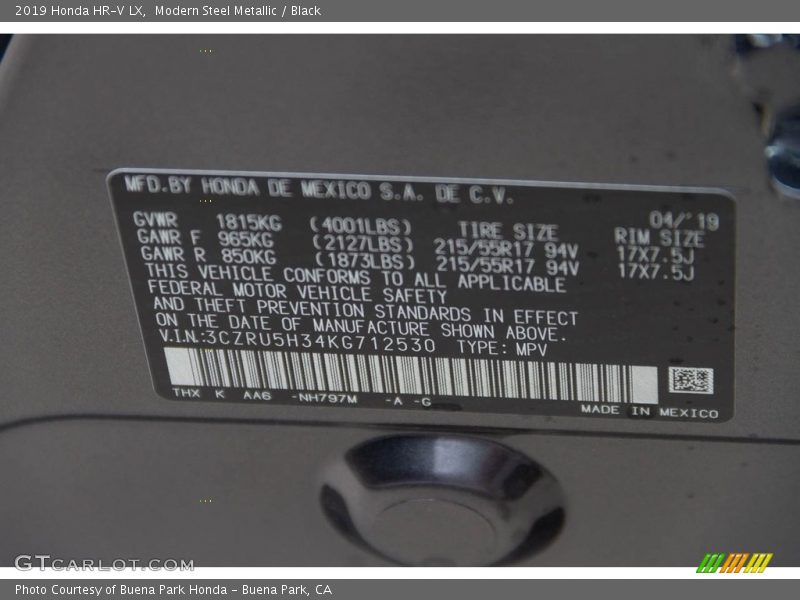 2019 Honda HR-V LX, Modern Steel Metallic / Black
MFD.BY HONDA DE MEXICO S.A. DE C.V.
04/'19
GVWR 1815KG (4001LBS) TIRE SIZE RIM SIZE
GAWR F 965KG (2127LBS) 215/55R17 94V 17X7.5J
GAWR R 850KG (1873LBS) 215/55R17 94V 17X7.5J
THIS VEHICLE CONFORMS TO ALL APPLICABLE
FEDERAL MOTOR VEHICLE SAFETY
AND THEFT PREVENTION STANDARDS IN EFFECT
ON THE DATE OF MANUFACTURE SHOWN ABOVE.
V.I.N:3CZRU5H34KG712530 TYPE: MPV
THX K AA6 -NH797M -A -G
MADE IN MEXICO
GTCARLOT.COM
Photo Courtesy of Buena Park Honda - Buena Park, CA